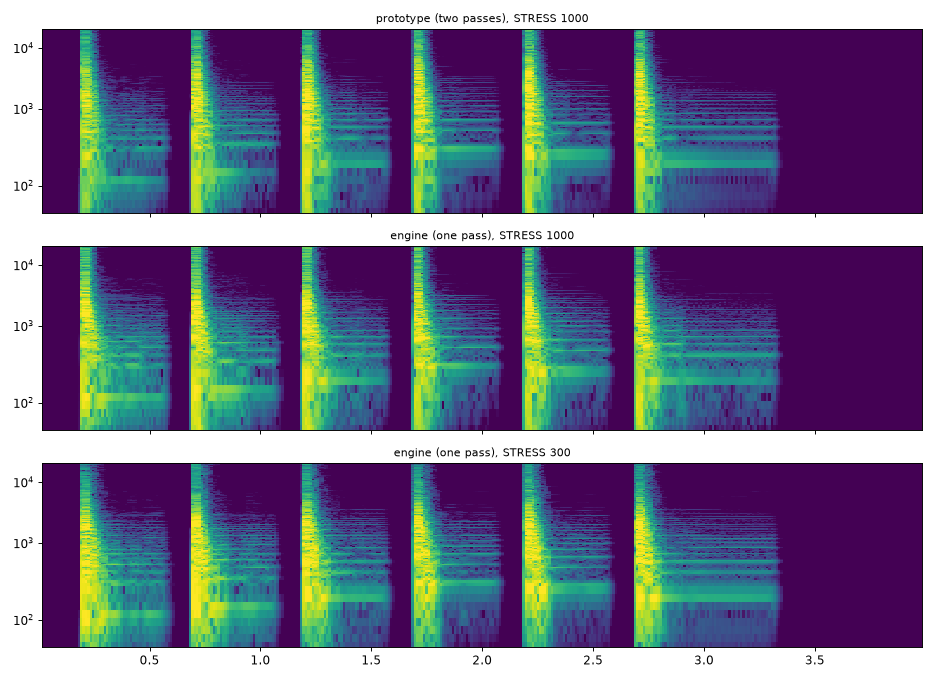 prototype (two passes), STRESS 1000
10⁴
10³
10²
engine (one pass), STRESS 1000
10⁴
10³
10²
engine (one pass), STRESS 300
10⁴
10³
10²
0.5 1.0 1.5 2.0 2.5 3.0 3.5